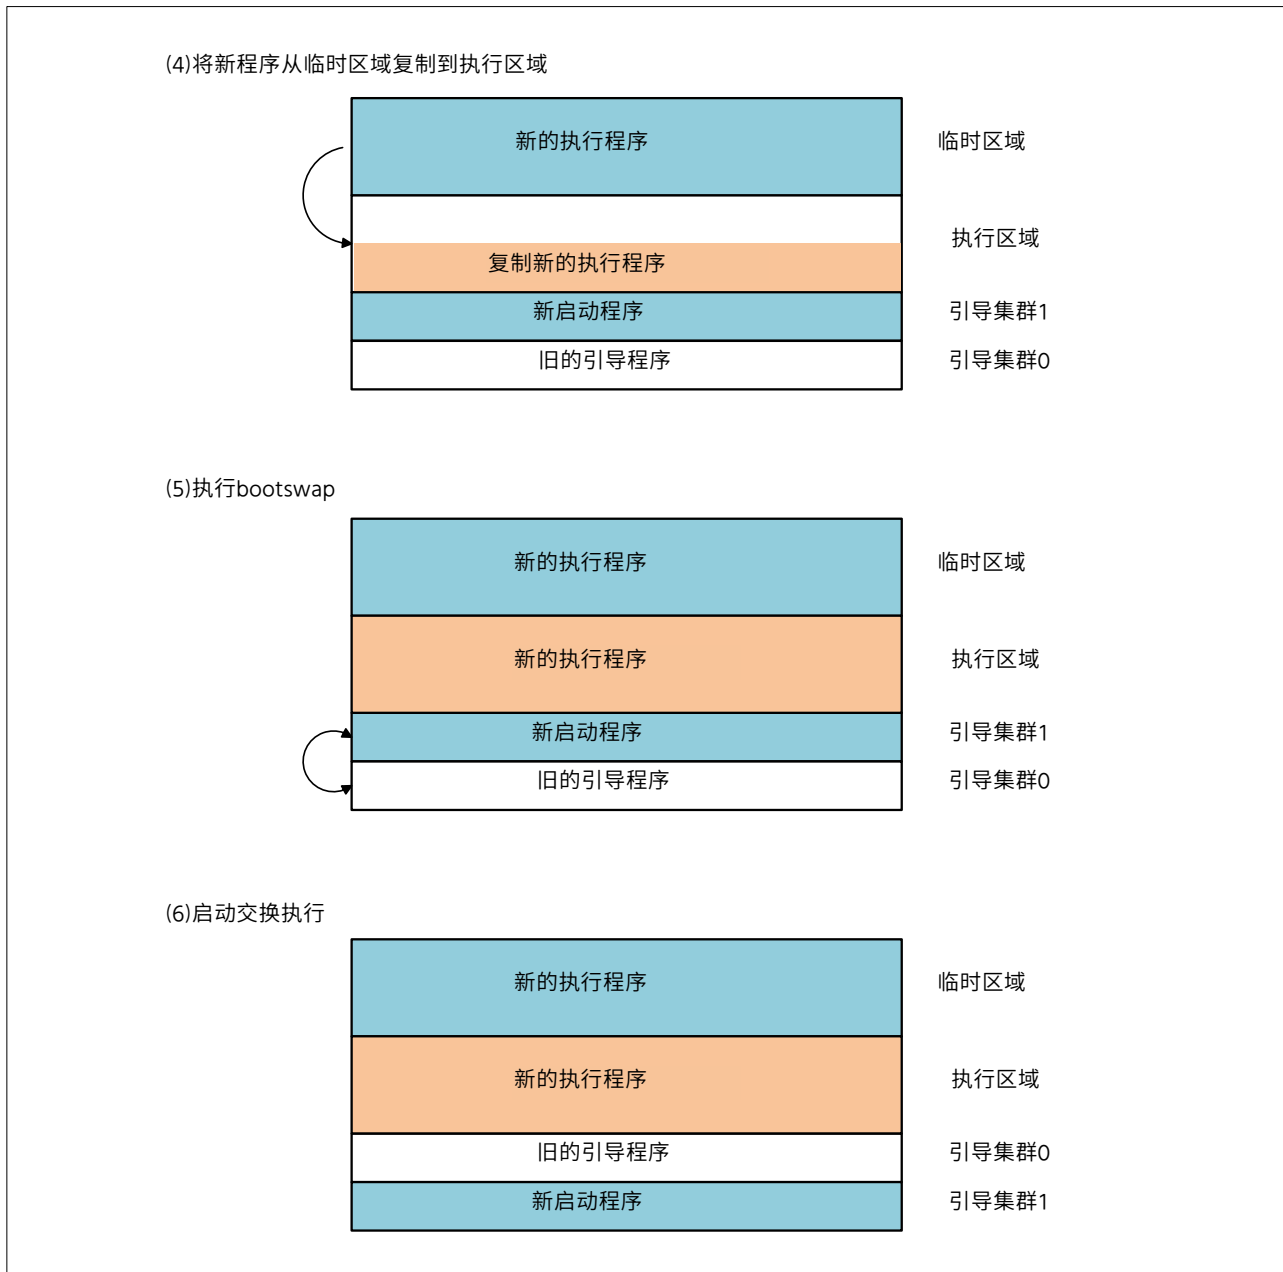 (4)将新程序从临时区域复制到执行区域
新的执行程序 临时区域
执行区域
复制新的执行程序
新启动程序 引导集群1
旧的引导程序 引导集群0
(5)执行bootswap
新的执行程序 临时区域
新的执行程序 执行区域
新启动程序 引导集群1
旧的引导程序 引导集群0
(6)启动交换执行
新的执行程序 临时区域
新的执行程序 执行区域
旧的引导程序 引导集群0
新启动程序 引导集群1